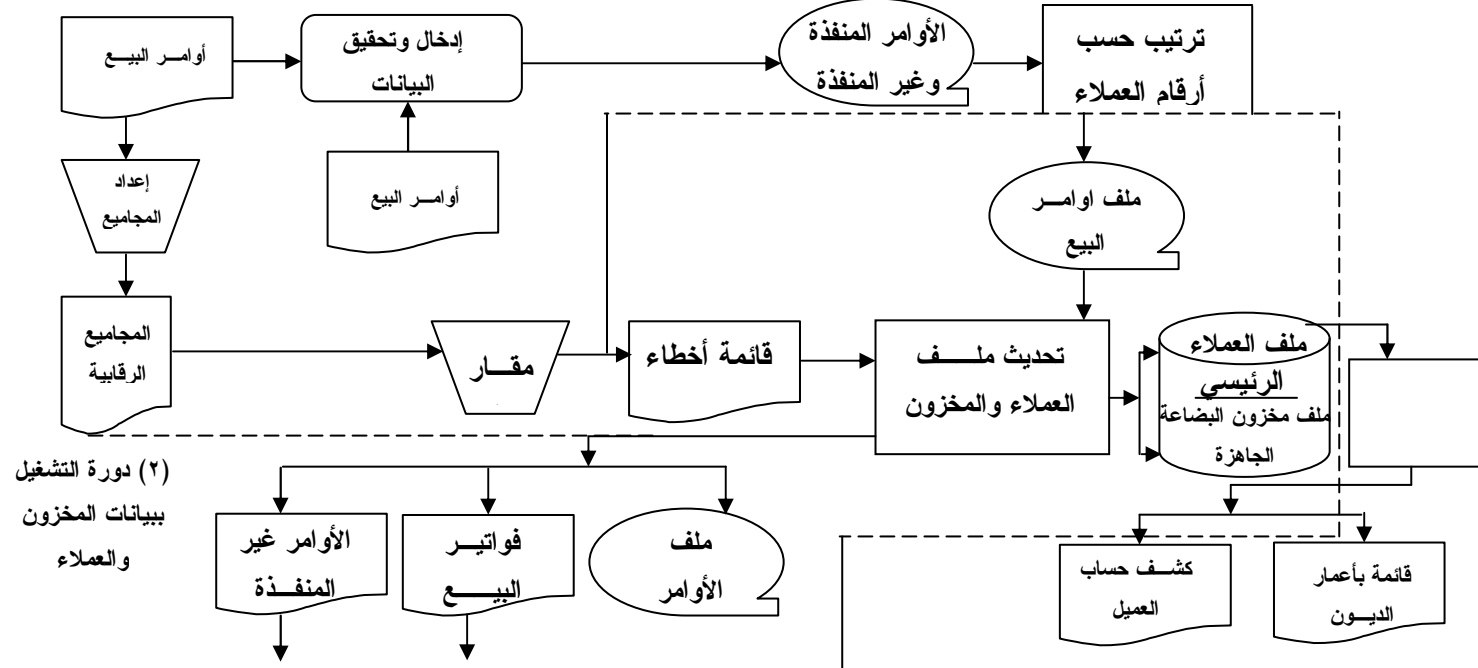 أوامر البيع
إدخال وتحقيق
البيانات
الأوامر المنفذة
وغير المنفذة
ترتيب حسب
أرقام العملاء
إعداد
المجاميع
أوامر البيع
ملف اوامر
البيع
المجاميع
الرقابية
مقار
قائمة أخطاء
تحديث ملف
العملاء والمخزون
ملف العملاء
الرئيسي
ملف مخزون البضاعة
الجاهزة
(٢) دورة التشغيل
ببيانات المخزون
والعملاء
الأوامر غير
المنفذة
فواتير
البيع
ملف
الأوامر
كشف حساب
العميل
قائمة بأعمار
الديون